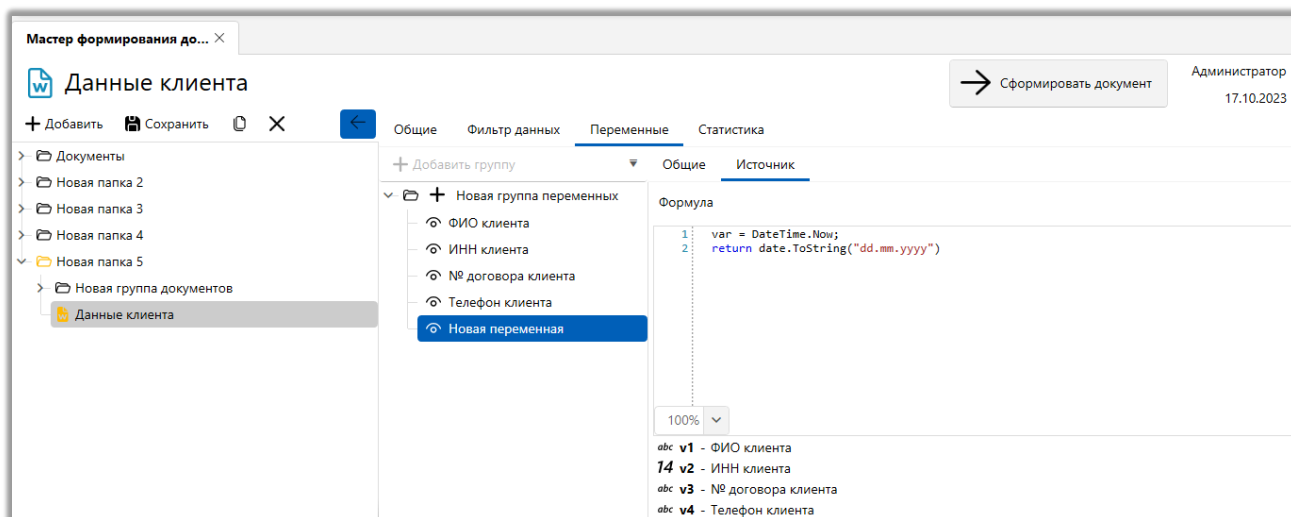 Мастер формирования до...
Данные клиента
Сформировать документ
Администратор
17.10.2023
Добавить Сохранить
Общие Фильтр данных Переменные Статистика
Документы
Новая папка 2
Новая папка 3
Новая папка 4
Новая папка 5
Новая группа документов
Данные клиента
Добавить группу
Новая группа переменных
ФИО клиента
ИНН клиента
№ договора клиента
Телефон клиента
Новая переменная
Общие Источник
Формула
1 var = DateTime.Now;
2 return date.ToString("dd.mm.yyyy")
100%
abc v1 - ФИО клиента
14 v2 - ИНН клиента
abc v3 - № договора клиента
abc v4 - Телефон клиента